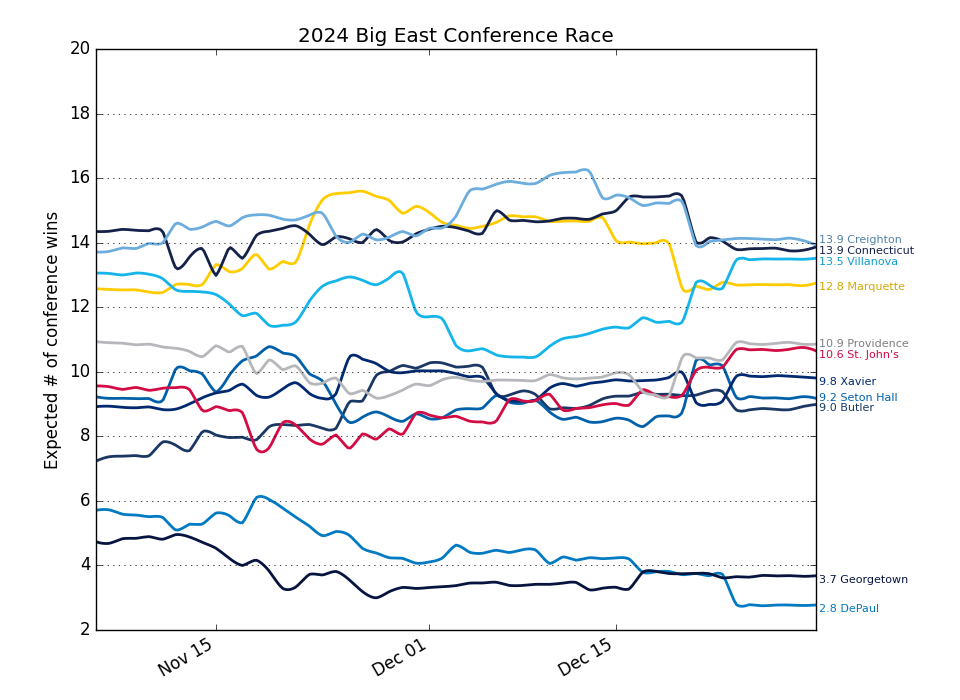 2024 Big East Conference Race
Expected # of conference wins
20
18
16
14
12
10
8
6
4
2
Nov 15
Dec 01
Dec 15
13.9 Creighton
13.9 Connecticut
13.5 Villanova
12.8 Marquette
10.9 Providence
10.6 St. John's
9.8 Xavier
9.2 Seton Hall
9.0 Butler
3.7 Georgetown
2.8 DePaul